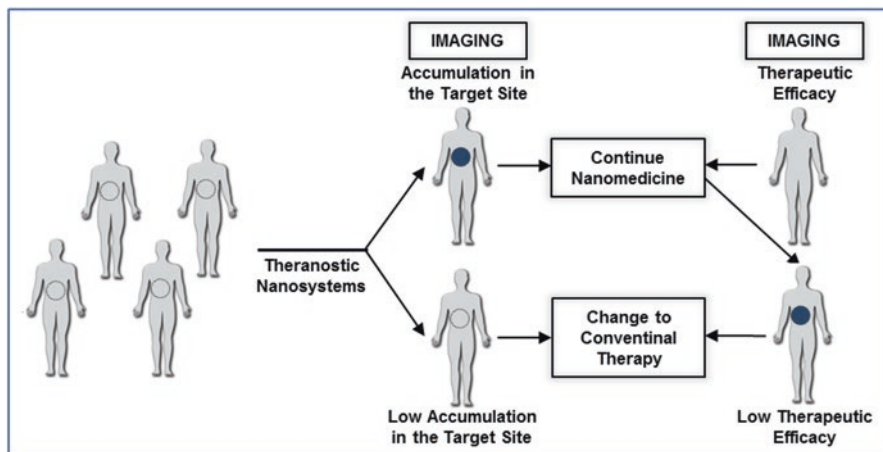 IMAGING
Accumulation in
the Target Site
IMAGING
Therapeutic
Efficacy
Continue
Nanomedicine
Theranostic
Nanosystems
Change to
Conventinal
Therapy
Low Accumulation
in the Target Site
Low Therapeutic
Efficacy